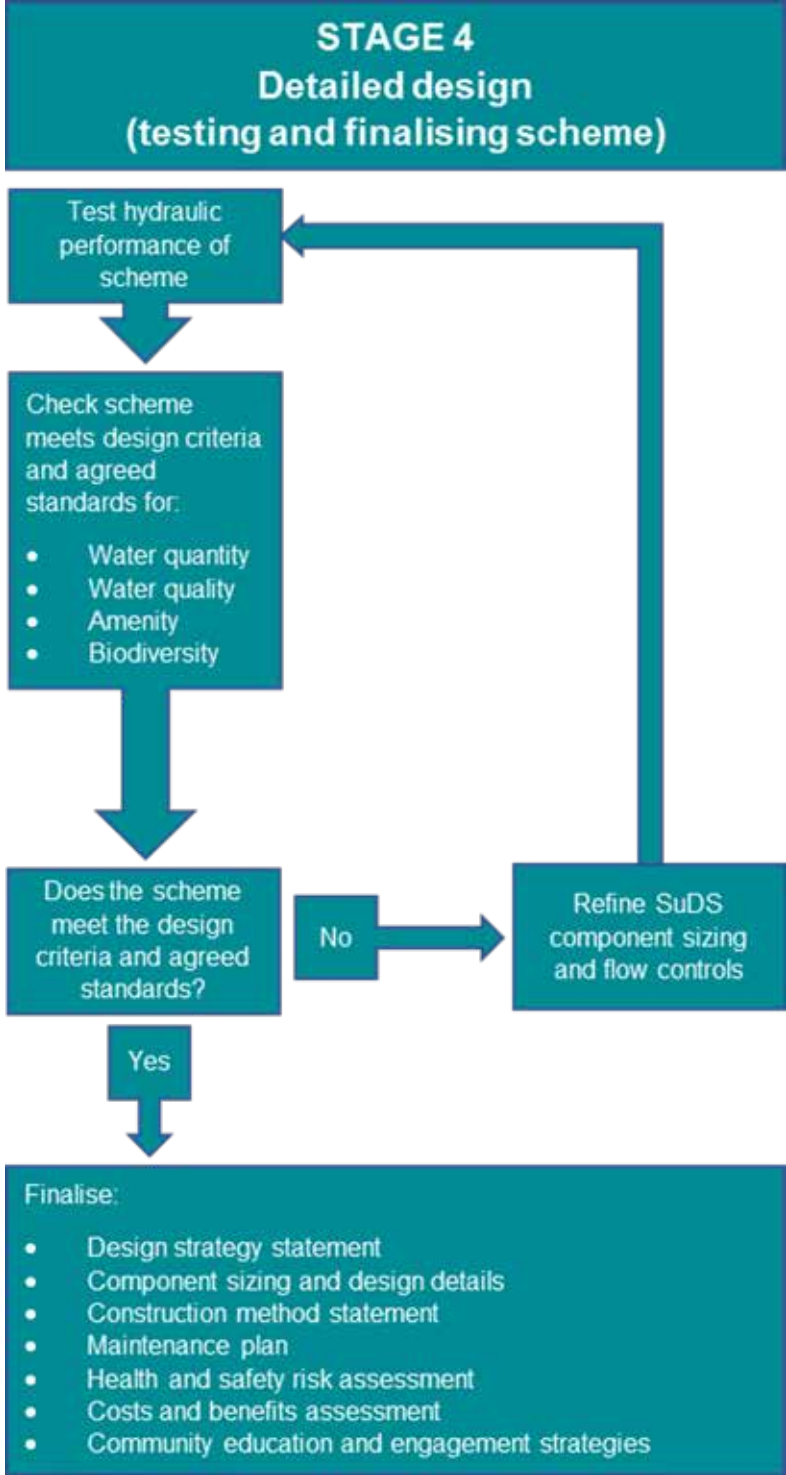 STAGE 4
Detailed design
(testing and finalising scheme)
Test hydraulic
performance of
scheme
Check scheme
meets design criteria
and agreed
standards for:
• Water quantity
• Water quality
• Amenity
• Biodiversity
Does the scheme
meet the design
criteria and agreed
standards?
No
Refine SuDS
component sizing
and flow controls
Yes
Finalise:
• Design strategy statement
• Component sizing and design details
• Construction method statement
• Maintenance plan
• Health and safety risk assessment
• Costs and benefits assessment
• Community education and engagement strategies